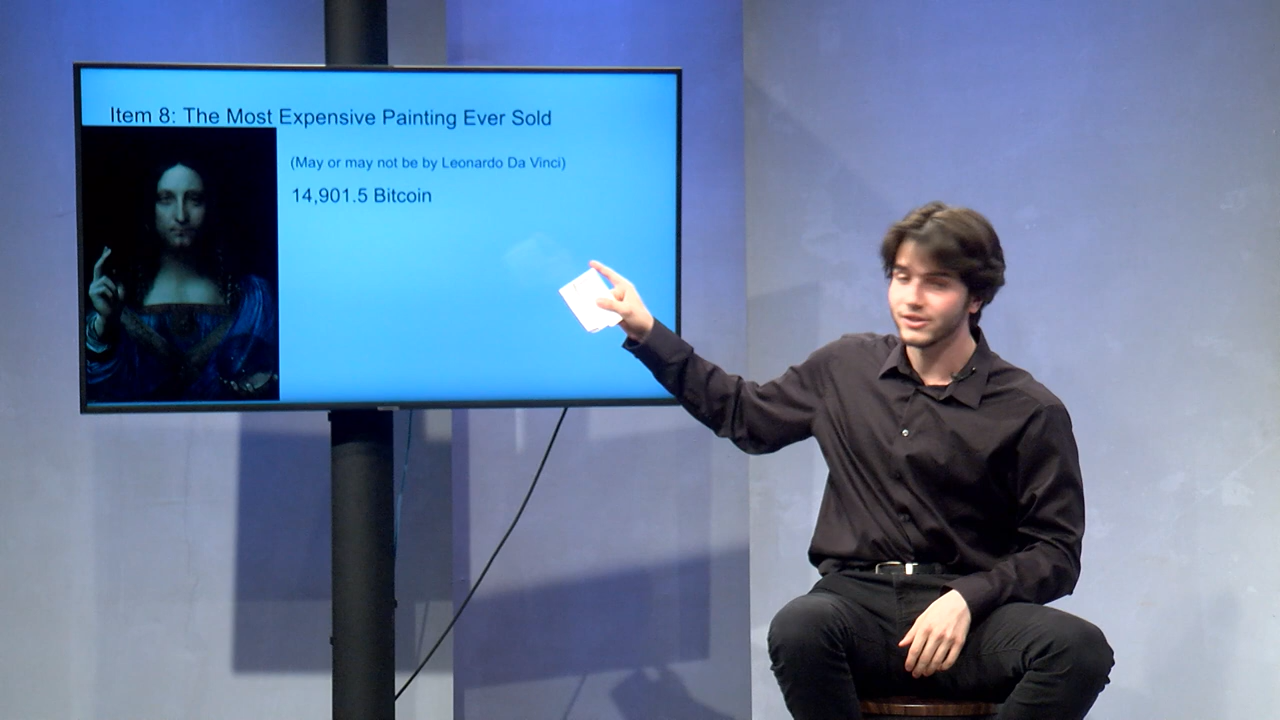 Item 8: The Most Expensive Painting Ever Sold
(May or may not be by Leonardo Da Vinci)
14,901.5 Bitcoin